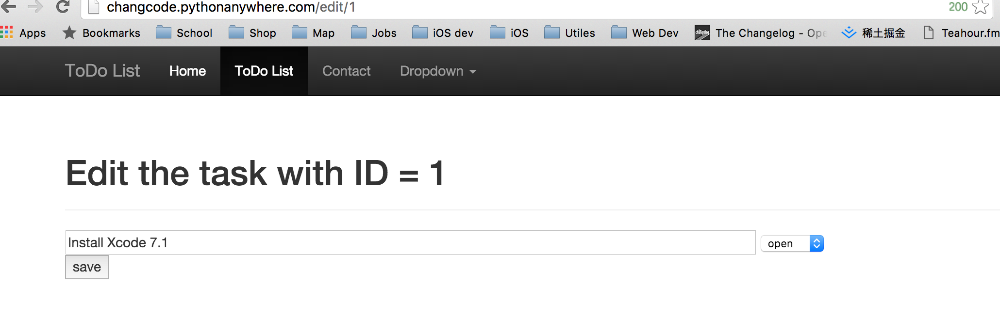 changcode.pythonanywhere.com/edit/1 200
Apps Bookmarks School Shop Map Jobs iOS dev iOS Utiles Web Dev The Changelog - Ope 稀土掘金 Teahour.fm
ToDo List Home ToDo List Contact Dropdown
Edit the task with ID = 1
Install Xcode 7.1 open
save